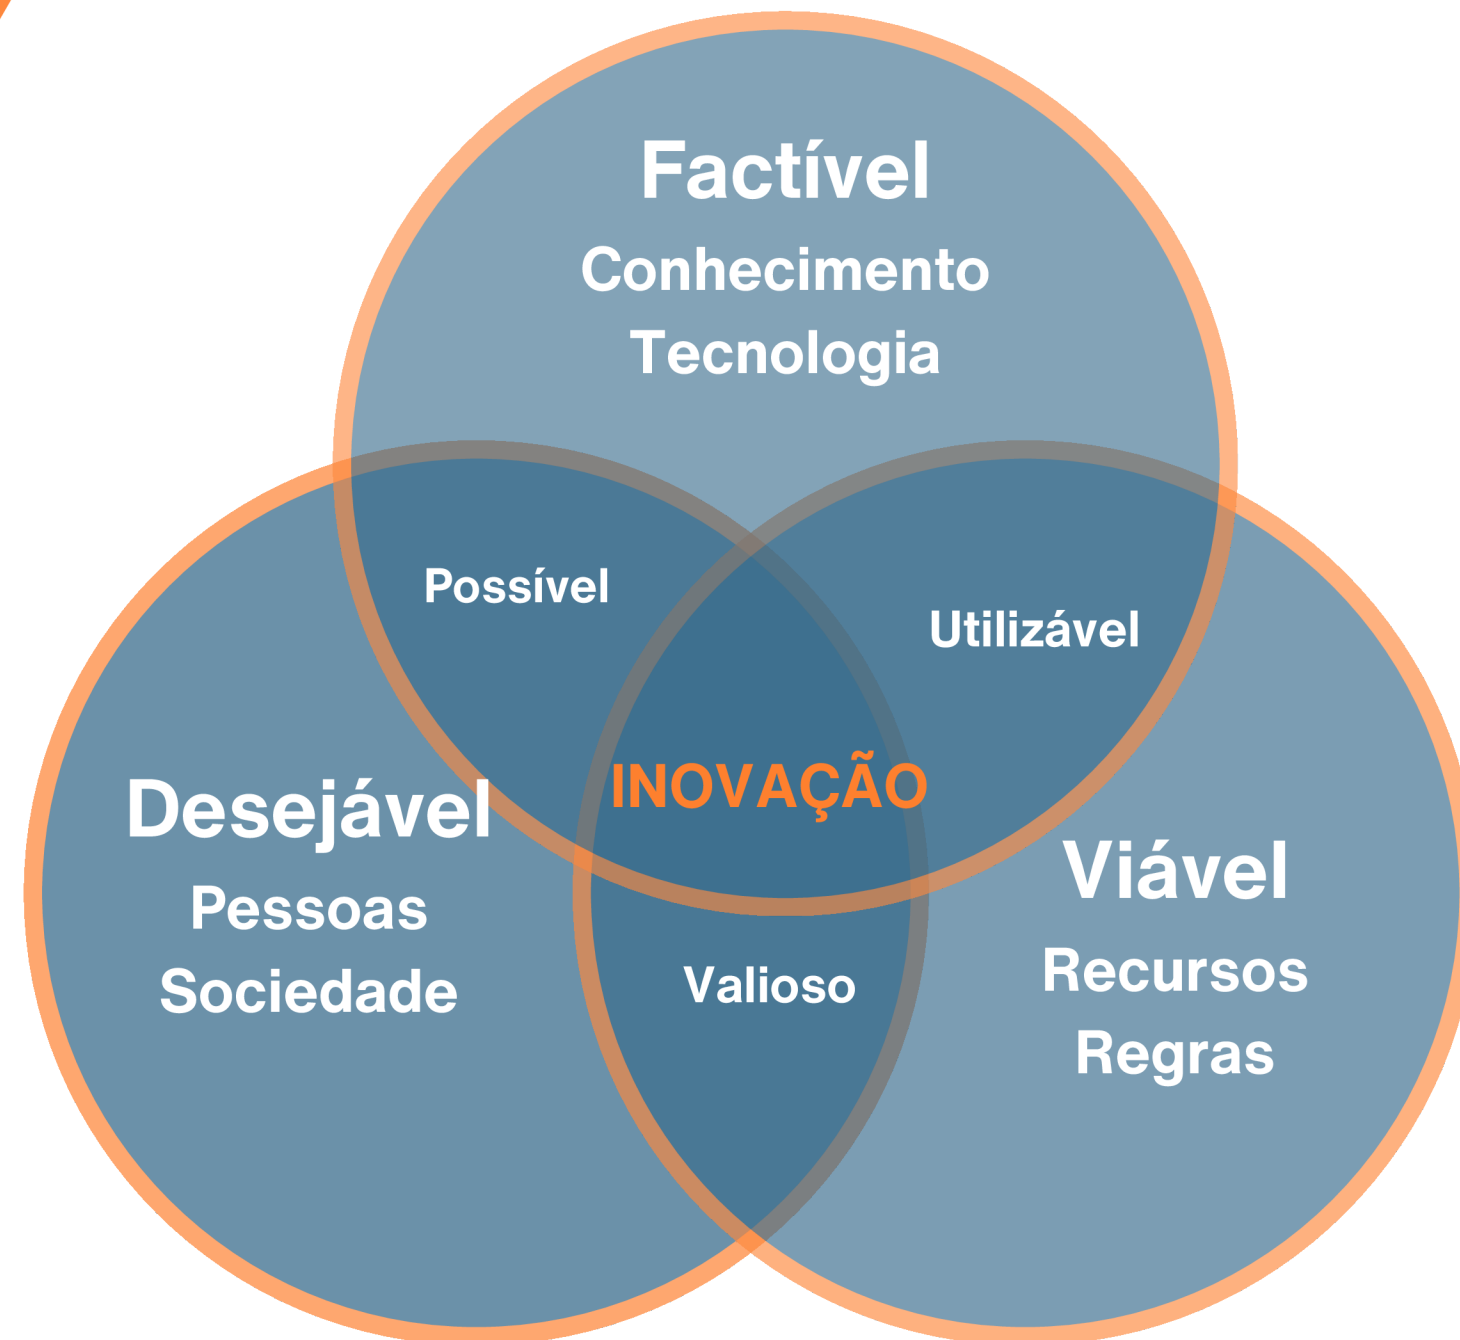 Factível
Conhecimento
Tecnologia
Possível
Utilizável
INOVAÇÃO
Desejável
Pessoas
Sociedade
Viável
Recursos
Regras
Valioso